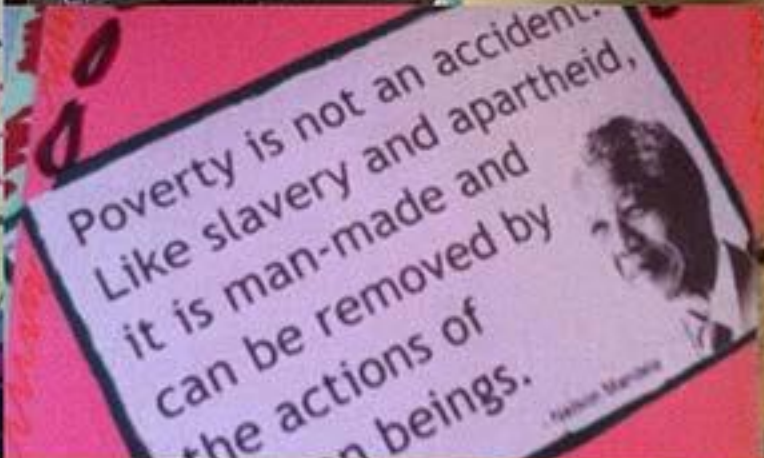 Poverty is not an accident.
Like slavery and apartheid,
it is man-made and
can be removed by
the actions of
beings.
- Nelson Mandela